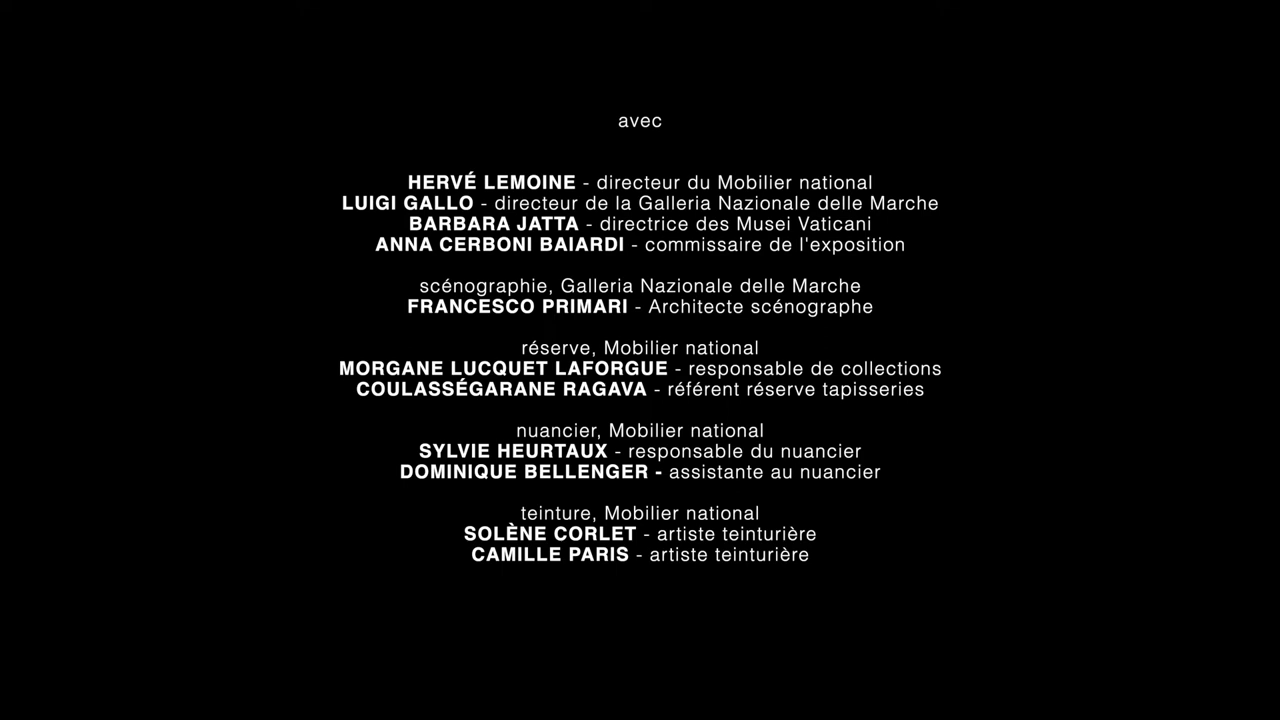 avec
HERVÉ LEMOINE - directeur du Mobilier national
LUIGI GALLO - directeur de la Galleria Nazionale delle Marche
BARBARA JATTA - directrice des Musei Vaticani
ANNA CERBONI BAIARDI - commissaire de l'exposition
scénographie, Galleria Nazionale delle Marche
FRANCESCO PRIMARI - Architecte scénographe
réserve, Mobilier national
MORGANE LUCQUET LAFORGUE - responsable de collections
COULASSÉGARANE RAGAVA - référent réserve tapisseries
nuancier, Mobilier national
SYLVIE HEURTAUX - responsable du nuancier
DOMINIQUE BELLENGER - assistante au nuancier
teinture, Mobilier national
SOLÈNE CORLET - artiste teinturière
CAMILLE PARIS - artiste teinturière